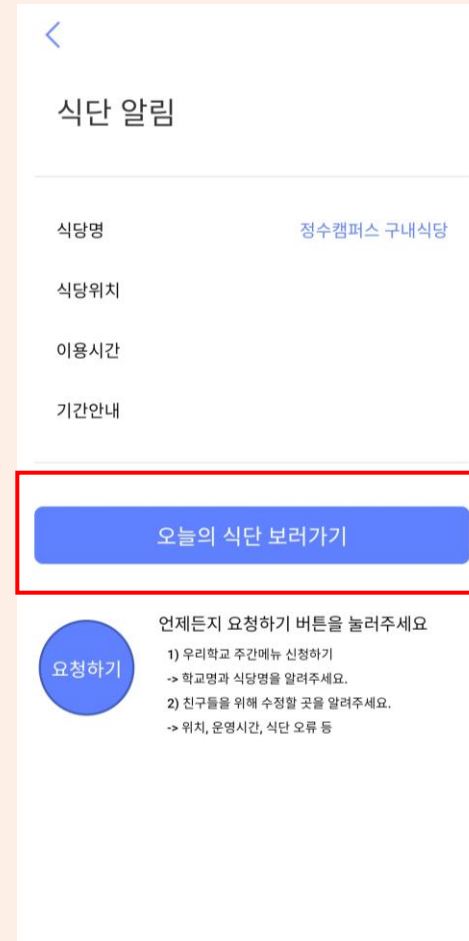 식단 알림
식당명 정수캠퍼스 구내식당
식당위치
이용시간
기간안내
오늘의 식단 보러가기
요청하기
언제든지 요청하기 버튼을 눌러주세요
1) 우리학교 주간메뉴 신청하기
-> 학교명과 식당명을 알려주세요.
2) 친구들을 위해 수정할 곳을 알려주세요.
-> 위치, 운영시간, 식단 오류 등